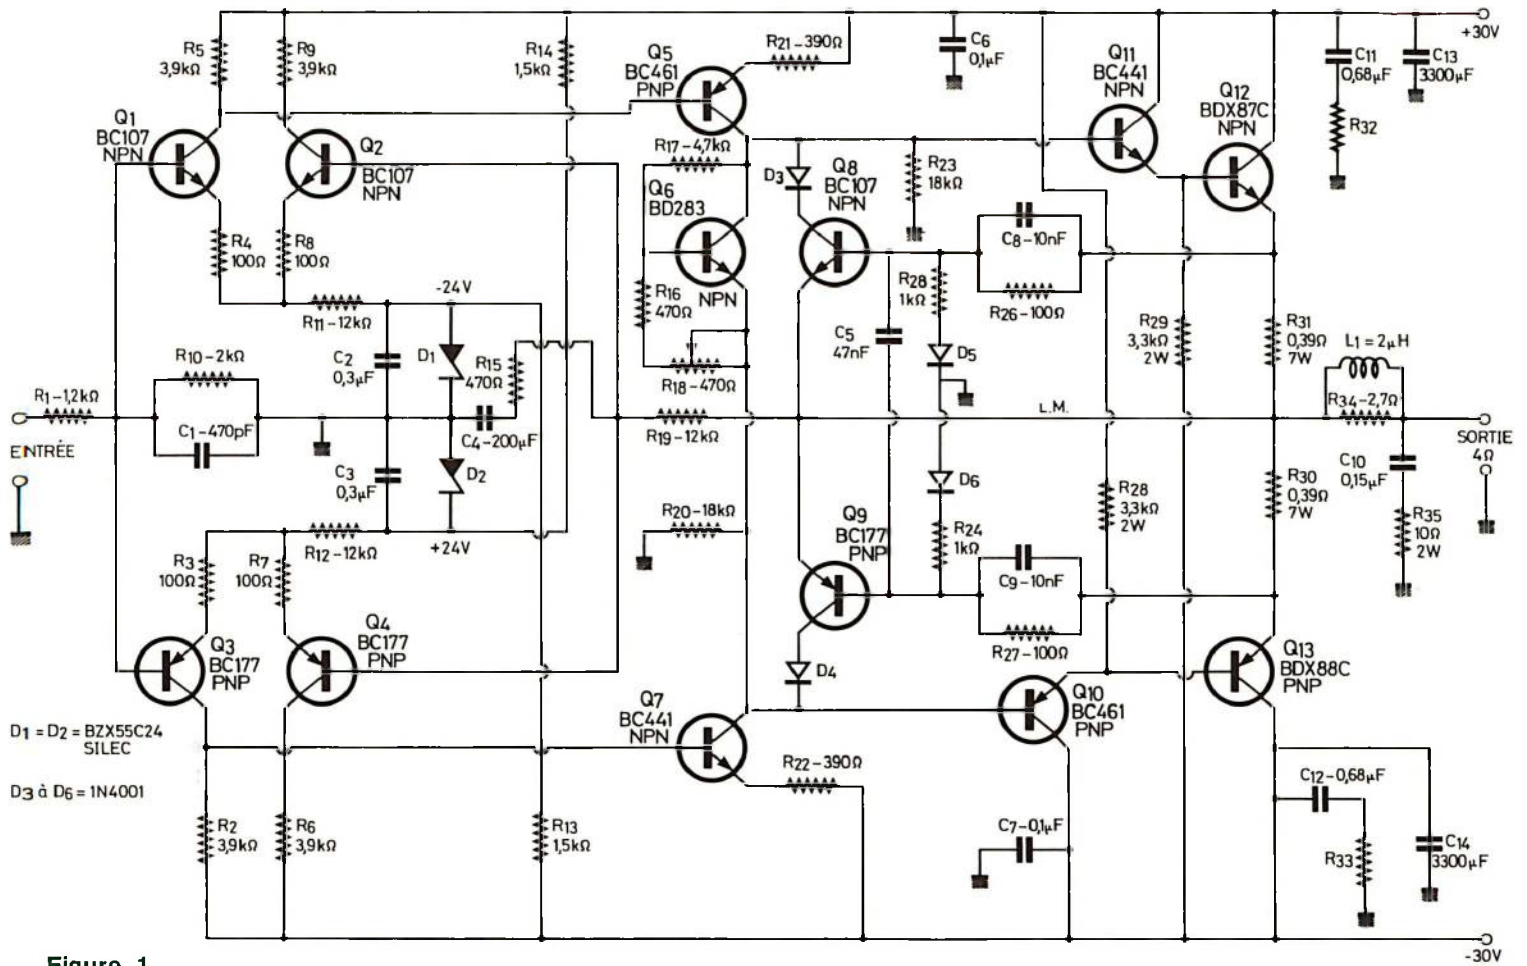 R5
3,9kΩ
R9
3,9kΩ
R14
1,5kΩ
Q5
BC461
PNP
R21-390Ω
C6
0,1µF
Q11
BC441
NPN
Q12
BDX87C
NPN
C11
0,68µF
C13
3300µF
+30V
R32
Q1
BC107
NPN
Q2
BC107
NPN
R17-4,7kΩ
Q6
BD283
NPN
D3
Q8
BC107
NPN
R23
18kΩ
C8-10nF
R26-100Ω
R4
100Ω
R8
100Ω
-24V
R11-12kΩ
R16
470Ω
R28
1kΩ
C5
47nF
D5
R29
3,3kΩ
2W
R31
0,39Ω
7W
L1=2µH
R10-2kΩ
C2
0,3µF
D1
R15
470Ω
R18-470Ω
R1-1,2kΩ
R34-2,7Ω
L.M.
C1-470pF
C4-200µF
R19-12kΩ
ENTRÉE
SORTIE
4Ω
C3
0,3µF
D2
D6
C10
0,15µF
R30
0,39Ω
7W
R28
3,3kΩ
2W
R20-18kΩ
Q9
BC177
PNP
R24
1kΩ
R35
10Ω
2W
R12-12kΩ
+24V
R3
100Ω
R7
100Ω
C9-10nF
R27-100Ω
Q3
BC177
PNP
Q4
BC177
PNP
D4
Q10
BC461
PNP
Q13
BDX88C
PNP
Q7
BC441
NPN
D1=D2=BZX55C24
SILEC
R22-390Ω
C12-0,68µF
D3 à D6=1N4001
R2
3,9kΩ
R6
3,9kΩ
R13
1,5kΩ
C7-0,1µF
R33
C14
3300µF
-30V
Figure 1